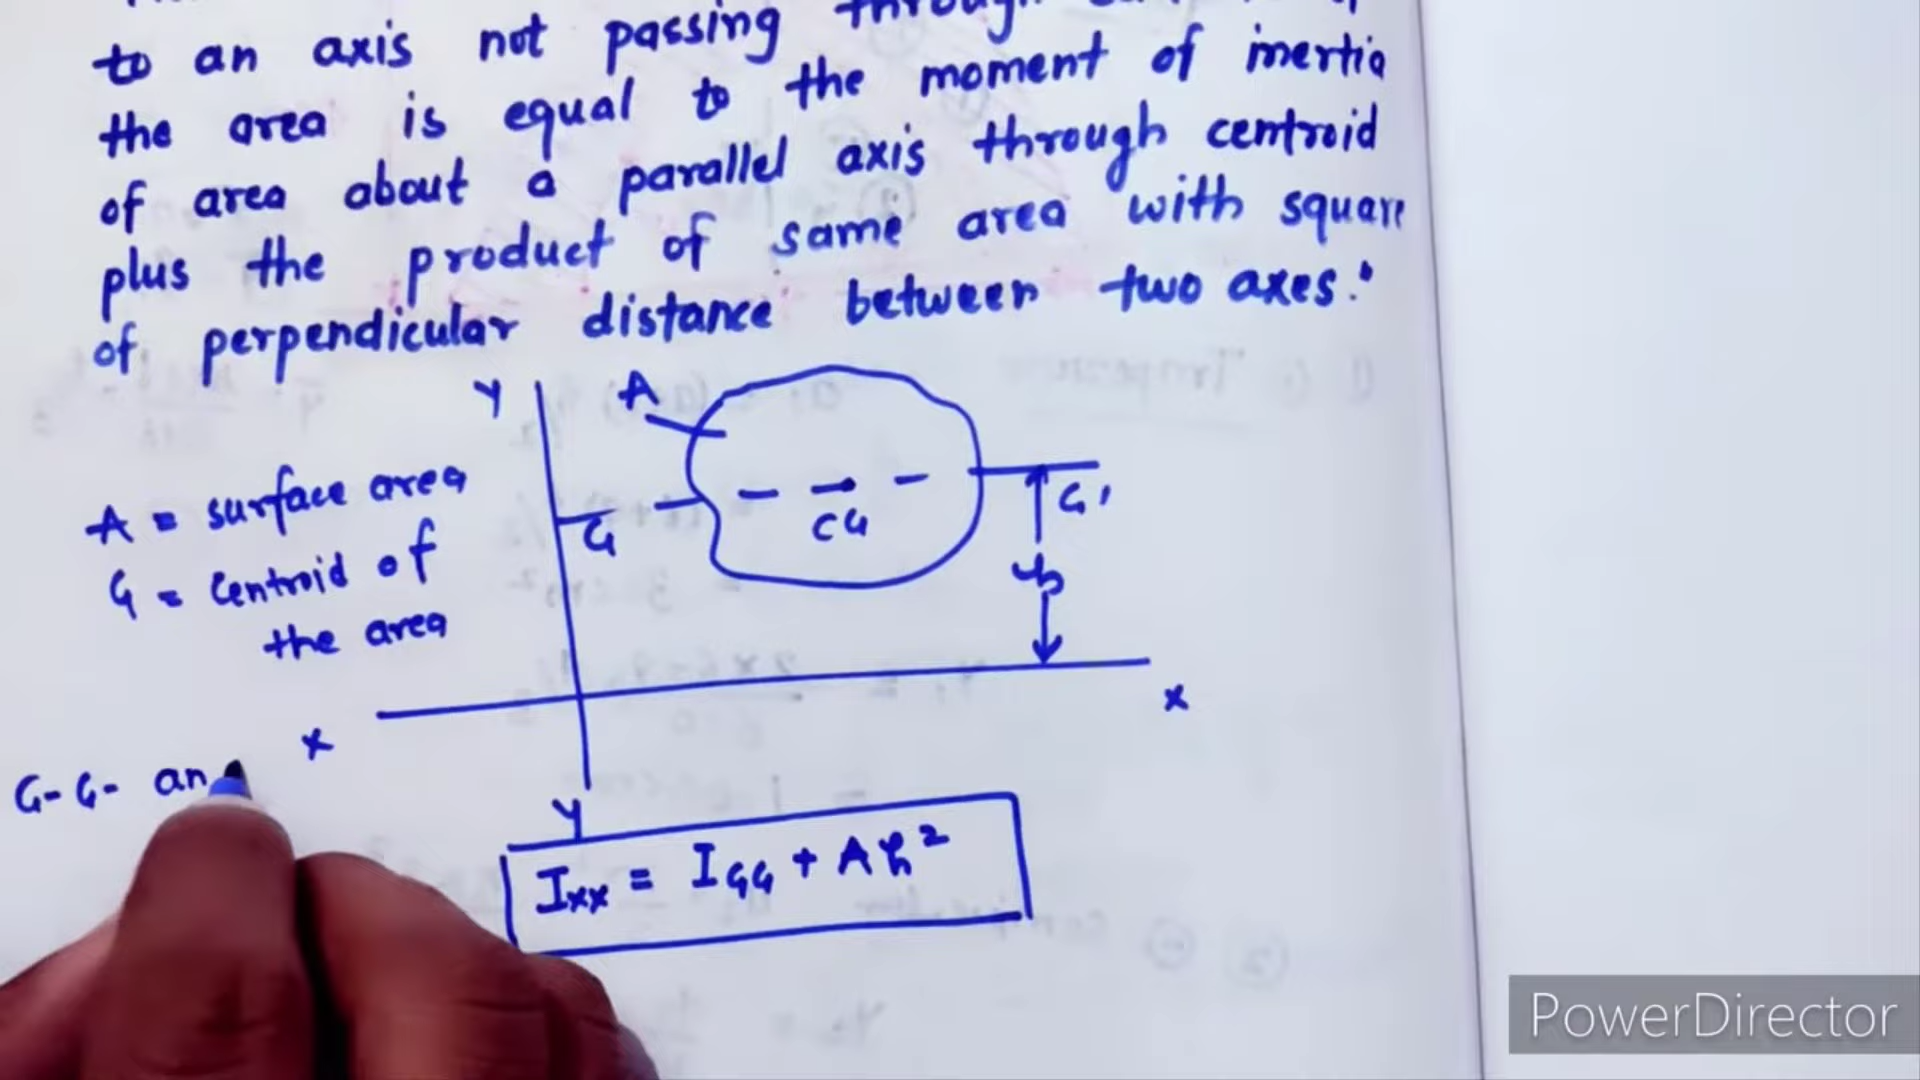 to an axis not passing through
the area is equal to the moment of inertia
of area about a parallel axis through centroid
plus the product of same area with square
of perpendicular distance between two axes."
Y
A
A = surface area
G = Centroid of
the area
G
CG
G'
h
X
X
G-G- an
Y
Ixx = IGG + Ah²
PowerDirector